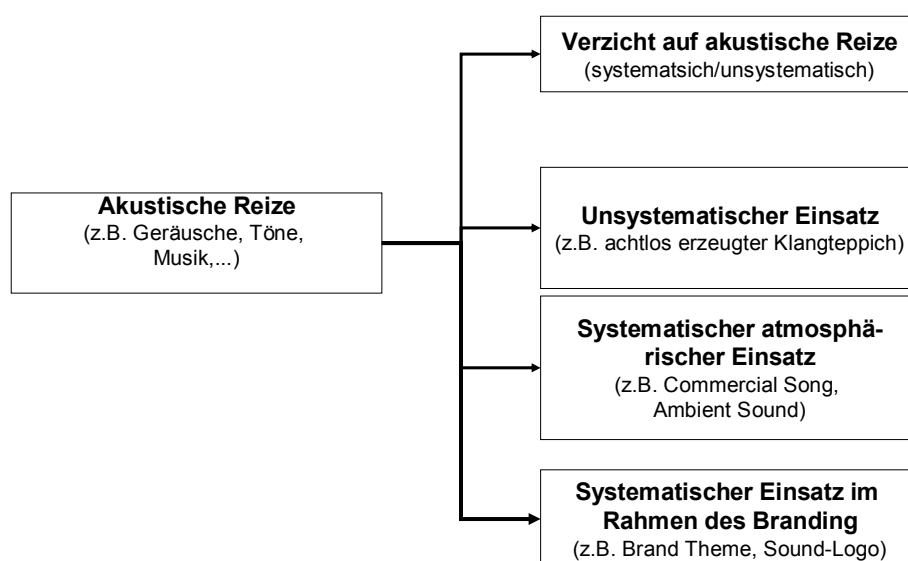 Akustische Reize
(z.B. Geräusche, Töne,
Musik,...)
Verzicht auf akustische Reize
(systematsich/unsystematisch)
Unsystematischer Einsatz
(z.B. achtlos erzeugter Klangteppich)
Systematischer atmosphä-
rischer Einsatz
(z.B. Commercial Song,
Ambient Sound)
Systematischer Einsatz im
Rahmen des Branding
(z.B. Brand Theme, Sound-Logo)